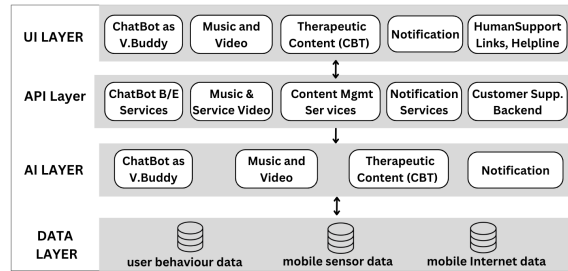 UI LAYER
ChatBot as
V.Buddy
Music and
Video
Therapeutic
Content (CBT)
Notification
HumanSupport
Links, Helpline
API Layer
ChatBot B/E
Services
Music &
Service Video
Content Mgmt
Ser vices
Notification
Services
Customer Supp.
Backend
AI LAYER
ChatBot as
V.Buddy
Music and
Video
Therapeutic
Content (CBT)
Notification
DATA
LAYER
user behaviour data
mobile sensor data
mobile Internet data